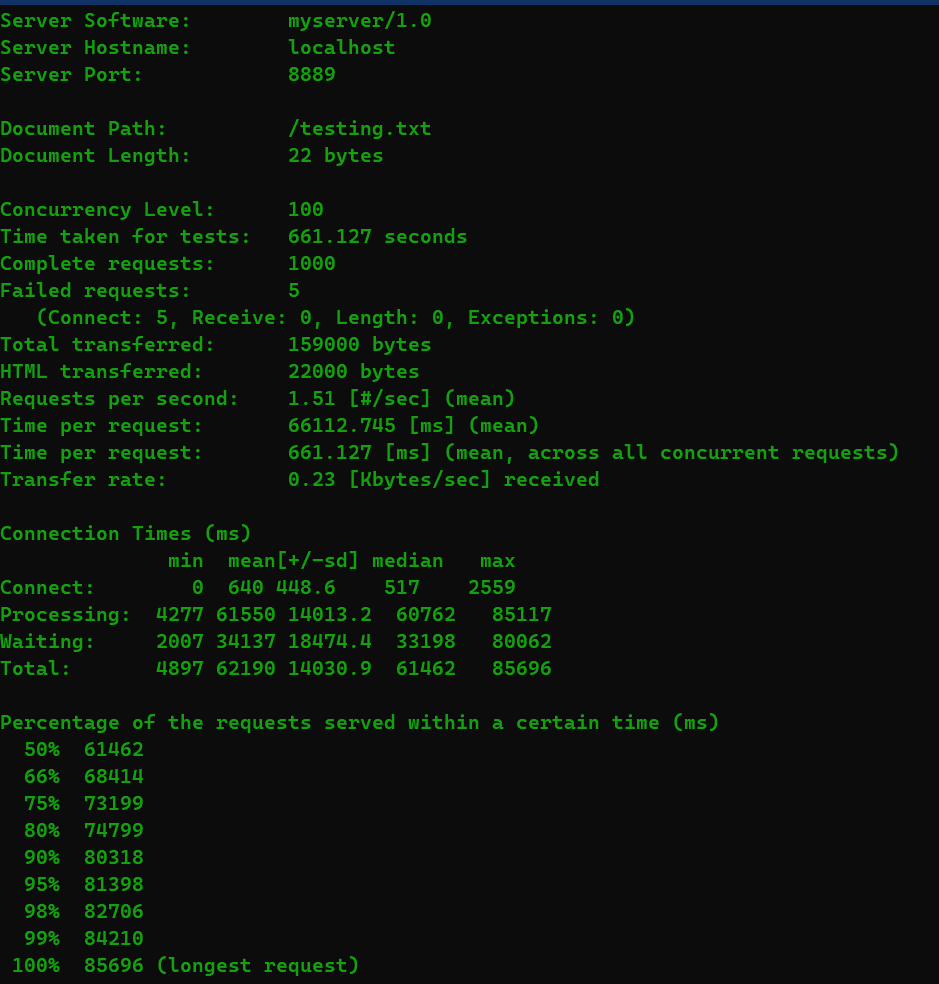 Server Software:        myserver/1.0
Server Hostname:        localhost
Server Port:            8889

Document Path:          /testing.txt
Document Length:        22 bytes

Concurrency Level:      100
Time taken for tests:   661.127 seconds
Complete requests:      1000
Failed requests:        5
   (Connect: 5, Receive: 0, Length: 0, Exceptions: 0)
Total transferred:      159000 bytes
HTML transferred:       22000 bytes
Requests per second:    1.51 [#/sec] (mean)
Time per request:       66112.745 [ms] (mean)
Time per request:       661.127 [ms] (mean, across all concurrent requests)
Transfer rate:          0.23 [Kbytes/sec] received

Connection Times (ms)
              min  mean[+/-sd] median   max
Connect:        0  640 448.6    517    2559
Processing:  4277 61550 14013.2  60762   85117
Waiting:     2007 34137 18474.4  33198   80062
Total:       4897 62190 14030.9  61462   85696

Percentage of the requests served within a certain time (ms)
  50%  61462
  66%  68414
  75%  73199
  80%  74799
  90%  80318
  95%  81398
  98%  82706
  99%  84210
 100%  85696 (longest request)